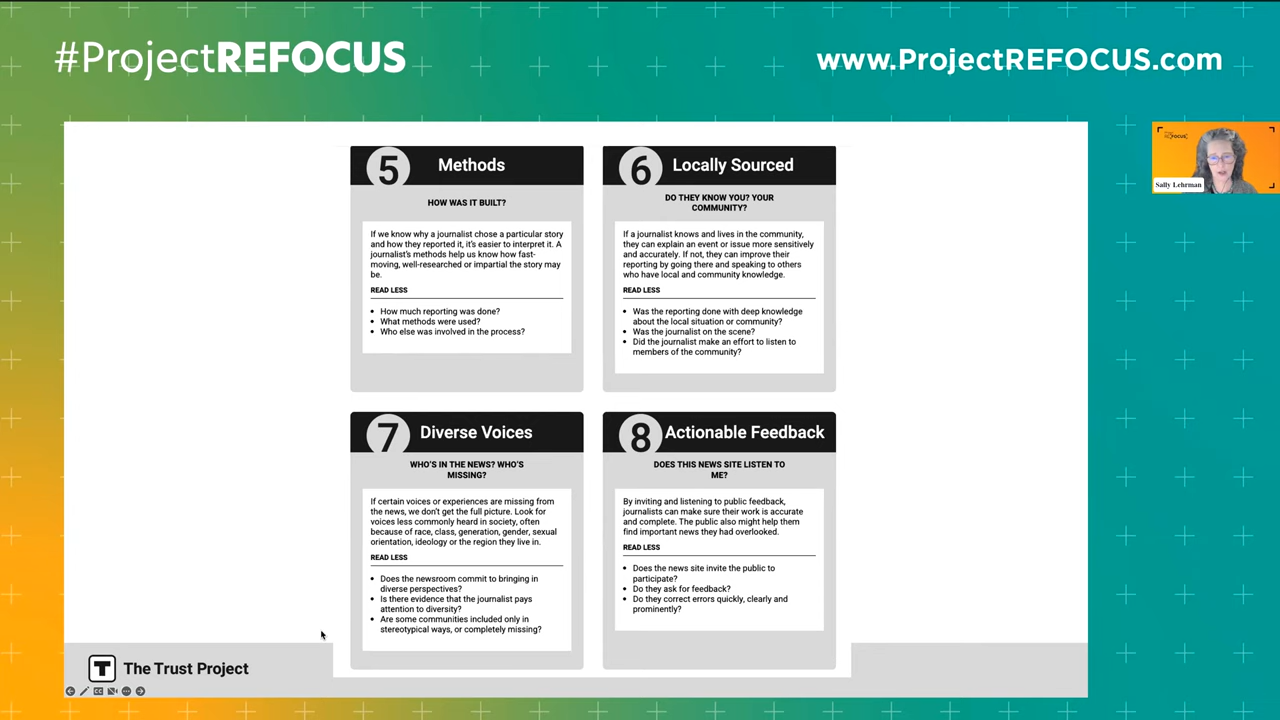 #ProjectREFOCUS
www.ProjectREFOCUS.com
5 Methods
HOW WAS IT BUILT?
If we know why a journalist chose a particular story
and how they reported it, it's easier to interpret it. A
journalist's methods help us know how fast-
moving, well-researched or impartial the story may
be.
READ LESS
• How much reporting was done?
• What methods were used?
• Who else was involved in the process?
6 Locally Sourced
DO THEY KNOW YOU? YOUR
COMMUNITY?
If a journalist knows and lives in the community,
they can explain an event or issue more sensitively
and accurately. If not, they can improve their
reporting by going there and speaking to others
who have local and community knowledge.
READ LESS
• Was the reporting done with deep knowledge
about the local situation or community?
• Was the journalist on the scene?
• Did the journalist make an effort to listen to
members of the community?
7 Diverse Voices
WHO'S IN THE NEWS? WHO'S
MISSING?
If certain voices or experiences are missing from
the news, we don't get the full picture. Look for
voices less commonly heard in society, often
because of race, class, generation, gender, sexual
orientation, ideology or the region they live in.
READ LESS
• Does the newsroom commit to bringing in
diverse perspectives?
• Is there evidence that the journalist pays
attention to diversity?
• Are some communities included only in
stereotypical ways, or completely missing?
8 Actionable Feedback
DOES THIS NEWS SITE LISTEN TO
ME?
By inviting and listening to public feedback,
journalists can make sure their work is accurate
and complete. The public also might help them
find important news they had overlooked.
READ LESS
• Does the news site invite the public to
participate?
• Do they ask for feedback?
• Do they correct errors quickly, clearly and
prominently?
REFOCUS
Sally Lehrman
T The Trust Project
CC